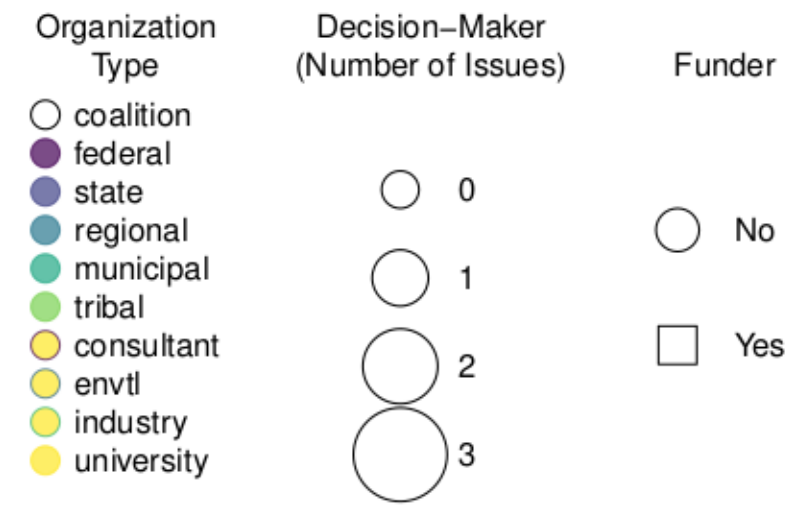 Organization
Type
coalition
federal
state
regional
municipal
tribal
consultant
envtl
industry
university
Decision−Maker
(Number of Issues)
0
1
2
3
Funder
No
Yes